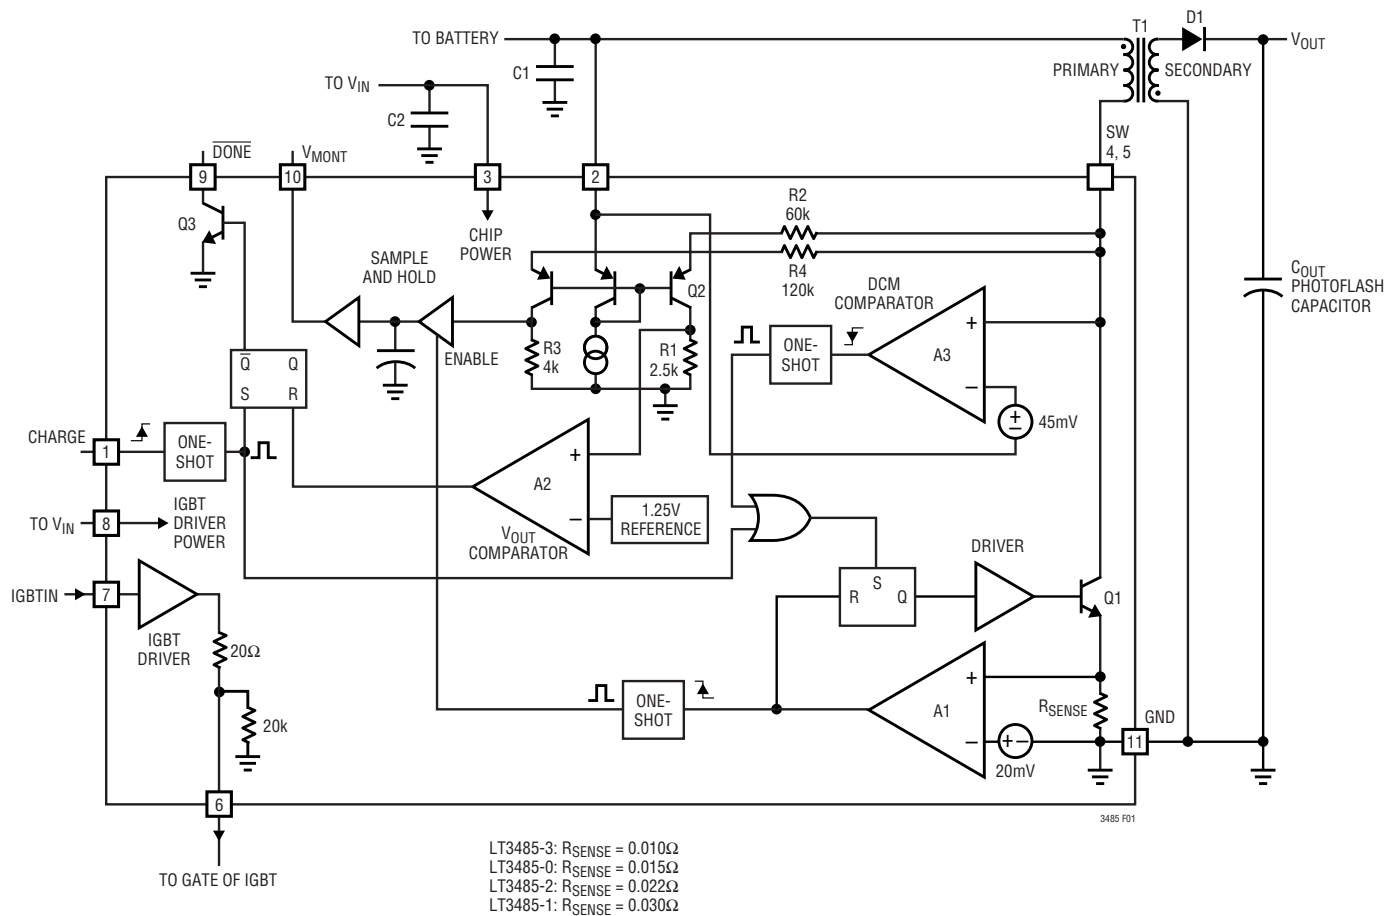 TO BATTERY
T1
D1
VOUT
C1
PRIMARY
SECONDARY
TO VIN
C2
SW
4, 5
DONE
VMONT
9
10
3
2
Q3
CHIP
POWER
R2
60k
R4
120k
SAMPLE
AND HOLD
Q2
DCM
COMPARATOR
COUT
PHOTOFLASH
CAPACITOR
ENABLE
R3
4k
R1
2.5k
ONE-
SHOT
+
A3
−
+
−
45mV
Q Q
S R
CHARGE
1
ONE-
SHOT
+
A2
−
1.25V
REFERENCE
VOUT
COMPARATOR
TO VIN
8
IGBT
DRIVER
POWER
DRIVER
IGBTIN
7
S
R Q
Q1
IGBT
DRIVER
20Ω
20k
ONE-
SHOT
+
A1
−
+ −
20mV
RSENSE
GND
11
6
3485 F01
TO GATE OF IGBT
LT3485-3: RSENSE = 0.010Ω
LT3485-0: RSENSE = 0.015Ω
LT3485-2: RSENSE = 0.022Ω
LT3485-1: RSENSE = 0.030Ω